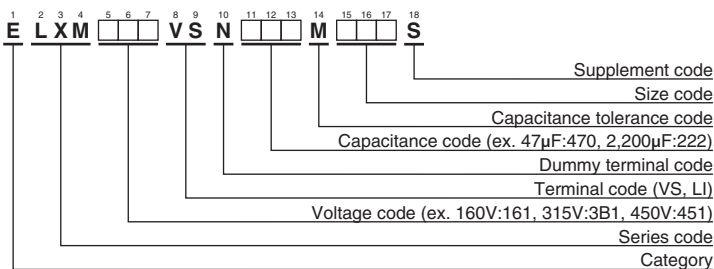 1 2 3 4 5 6 7 8 9 10 11 12 13 14 15 16 17 18
E L X M V S N M S
Supplement code
Size code
Capacitance tolerance code
Capacitance code (ex. 47µF:470, 2,200µF:222)
Dummy terminal code
Terminal code (VS, LI)
Voltage code (ex. 160V:161, 315V:3B1, 450V:451)
Series code
Category